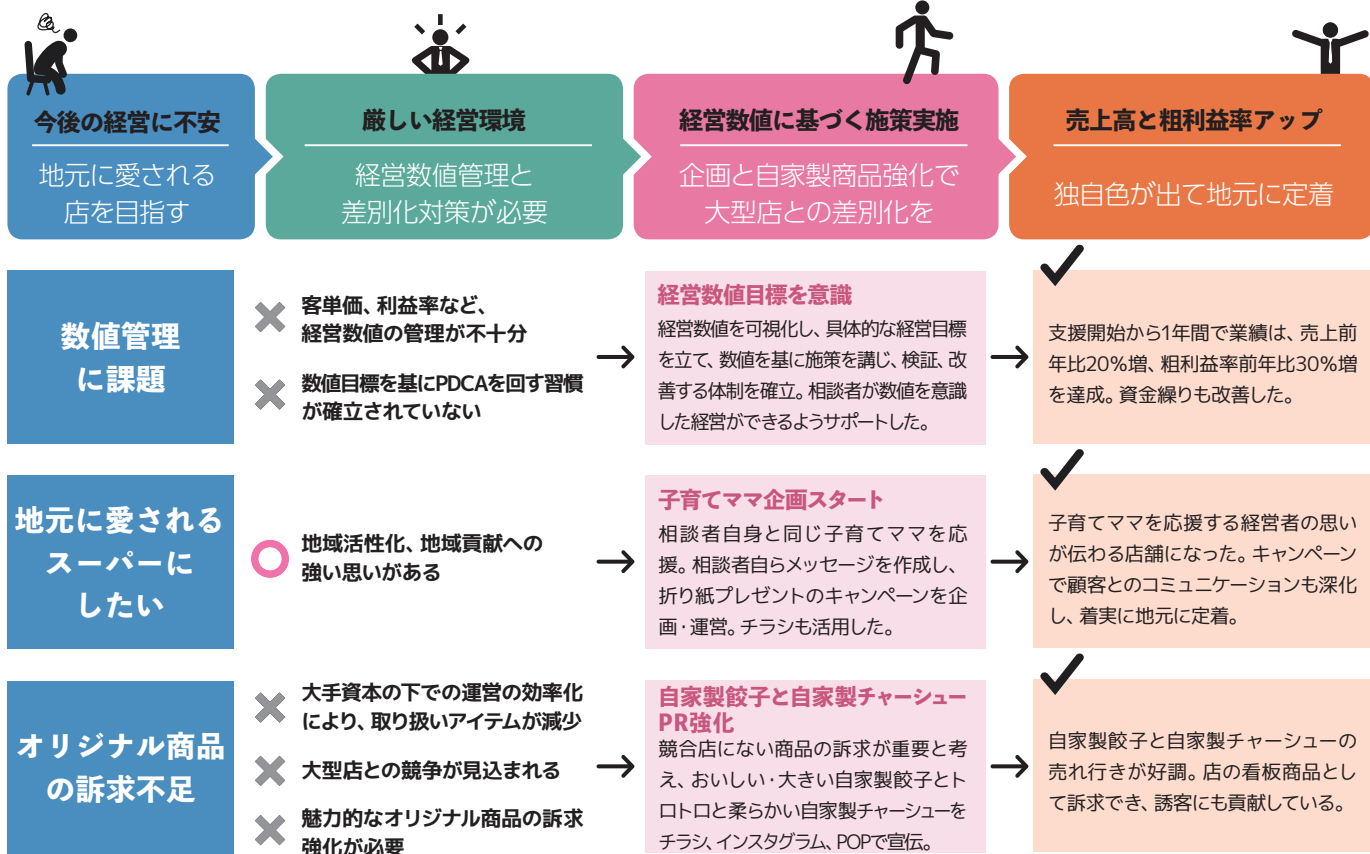 今後の経営に不安
地元に愛される
店を目指す
厳しい経営環境
経営数値管理と
差別化対策が必要
経営数値に基づく施策実施
企画と自家製商品強化で
大型店との差別化を
売上高と粗利益率アップ
独自色が出て地元に定着
数値管理
に課題
客単価、利益率など、
経営数値の管理が不十分
数値目標を基にPDCAを回す習慣
が確立されていない
経営数値目標を意識
経営数値を可視化し、具体的な経営目標
を立て、数値を基に施策を講じ、検証、改
善する体制を確立。相談者が数値を意識
した経営ができるようサポートした。
支援開始から1年間で業績は、売上前
年比20%増、粗利益率前年比30%増
を達成。資金繰りも改善した。
地元に愛される
スーパーに
したい
地域活性化、地域貢献への
強い思いがある
子育てママ企画スタート
相談者自身と同じ子育てママを応
援。相談者自らメッセージを作成し、
折り紙プレゼントのキャンペーンを企
画・運営。チラシも活用した。
子育てママを応援する経営者の思い
が伝わる店舗になった。キャンペーン
で顧客とのコミュニケーションも深化
し、着実に地元に定着。
オリジナル商品
の訴求不足
大手資本の下での運営の効率化
により、取り扱いアイテムが減少
大型店との競争が見込まれる
魅力的なオリジナル商品の訴求
強化が必要
自家製餃子と自家製チャーシュー
PR強化
競合店にない商品の訴求が重要と考
え、おいしい・大きい自家製餃子とト
ロトロと柔らかい自家製チャーシューを
チラシ、インスタグラム、POPで宣伝。
自家製餃子と自家製チャーシューの
売れ行きが好調。店の看板商品とし
て訴求でき、誘客にも貢献している。